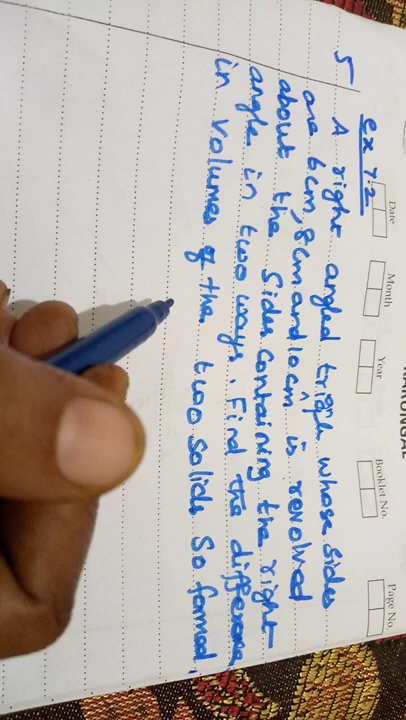 Date
Month
Year
Booklet No.
Page No.
ex 7.2
5 A right angled triangle whose sides
are 6cm, 8cm and 10 cm is revolved
about the sides containing the right
angle in two ways. Find the difference
in volumes of the two solids so formed.